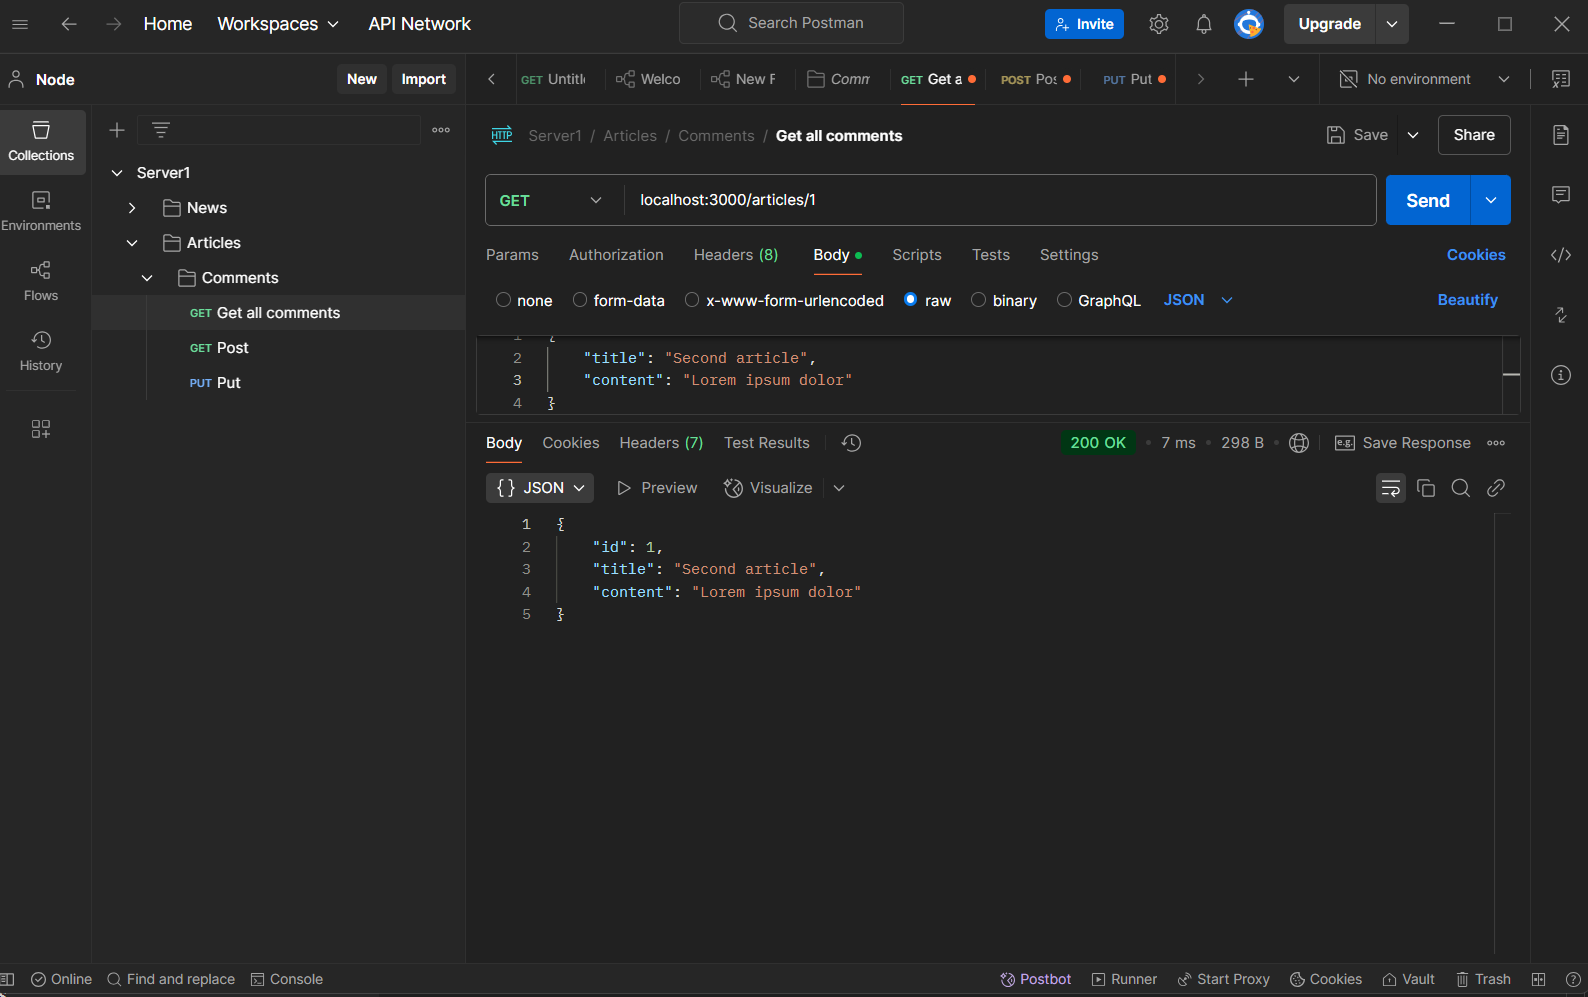 Home Workspaces API Network Search Postman Invite Upgrade
Node New Import GET Untitl Welco New F Comm GET Get a POST Pos PUT Put No environment
Collections
Environments
Flows
History
Server1
News
Articles
Comments
GET Get all comments
GET Post
PUT Put
HTTP Server1 / Articles / Comments / Get all comments Save Share
GET localhost:3000/articles/1 Send
Params Authorization Headers (8) Body Scripts Tests Settings Cookies
none form-data x-www-form-urlencoded raw binary GraphQL JSON Beautify
1 {
2 "title": "Second article",
3 "content": "Lorem ipsum dolor"
4 }
Body Cookies Headers (7) Test Results 200 OK 7 ms 298 B e.g. Save Response
{} JSON Preview Visualize
1 {
2 "id": 1,
3 "title": "Second article",
4 "content": "Lorem ipsum dolor"
5 }
Online Find and replace Console Postbot Runner Start Proxy Cookies Vault Trash